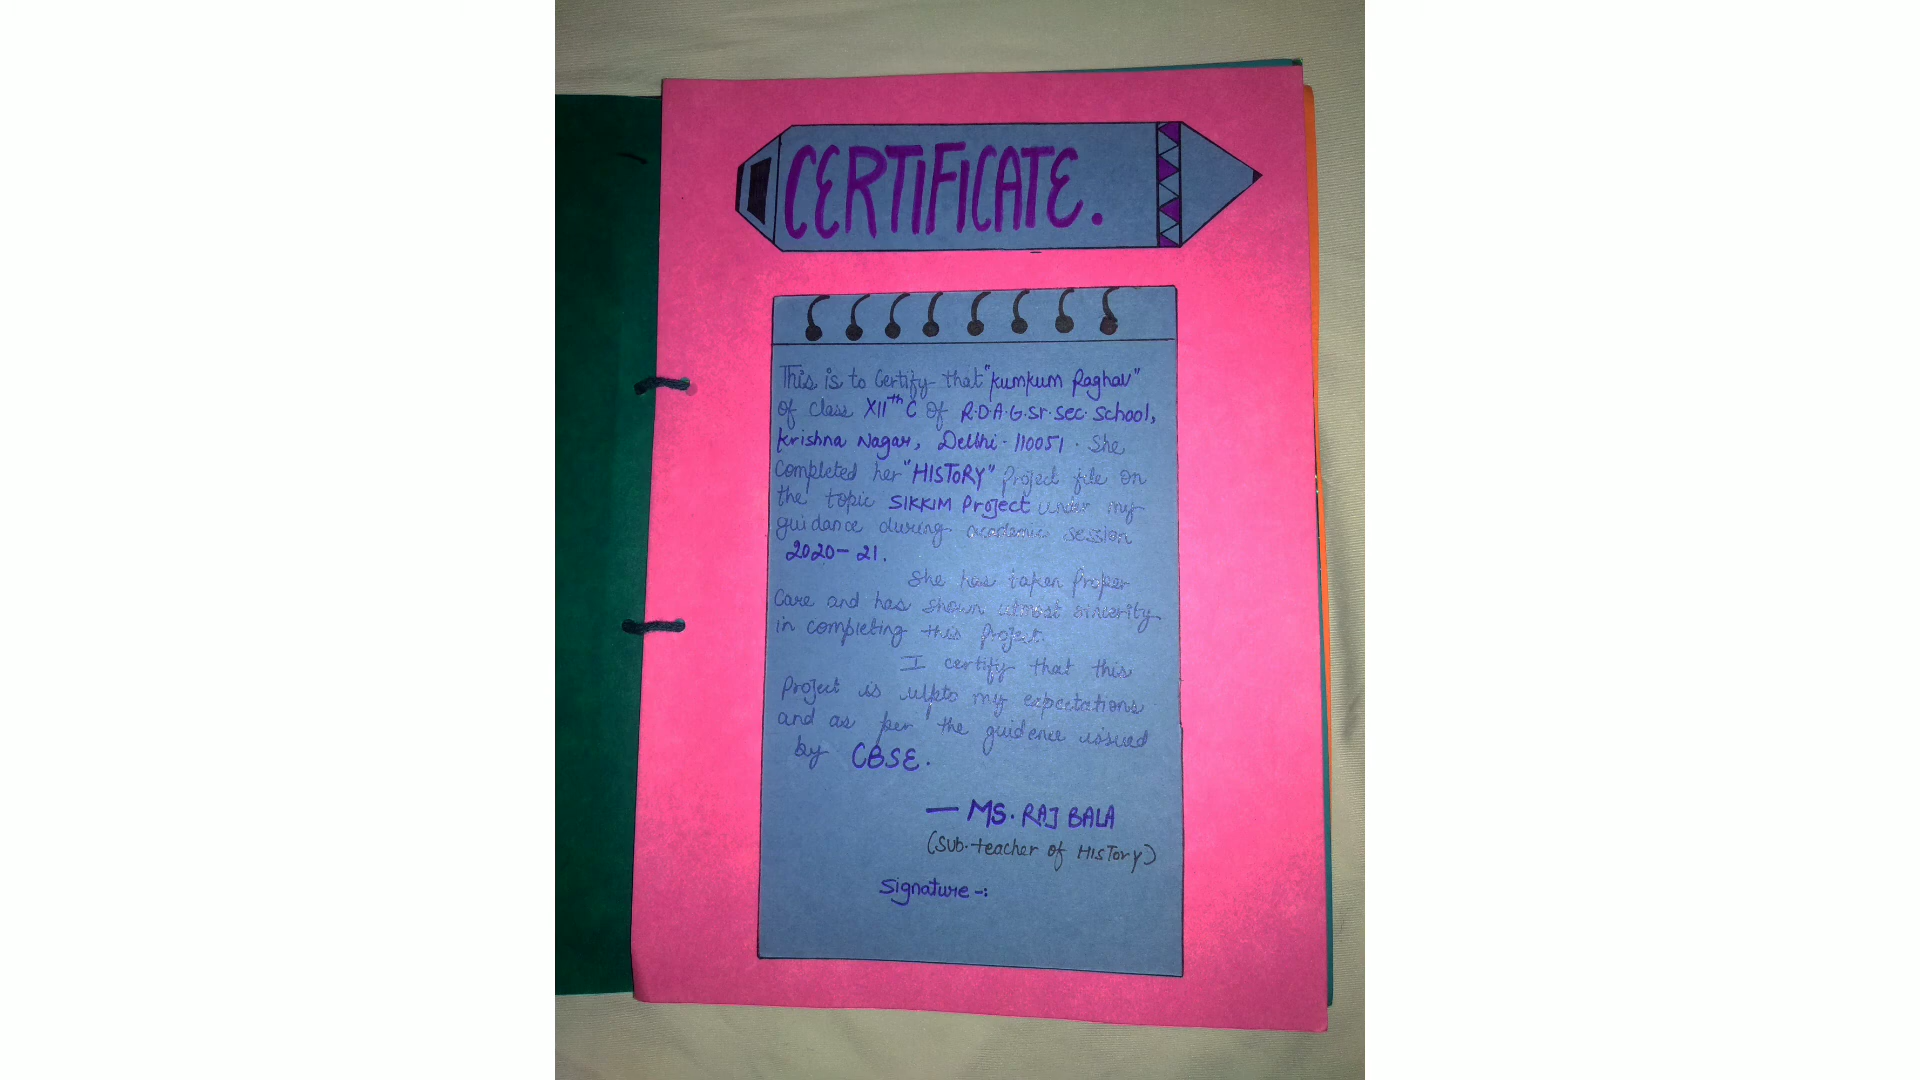 CERTIFICATE.
This is to Certify that "Kumkum Raghav"
of class XIIth C of R.D.A.G.sr.sec.school,
Krishna Nagar, Dellhi-110051. She
Completed her "HISTORY" Project file on
the topic SIKKIM Project under my
guidance during academic session
2020-21.
She has taken Proper
Care and has shown utmost sincerity
in completing this project.
I certify that this
Project is upto my expectations
and as per the guidence issued
by CBSE.
— MS. RAJ BALA
(Sub.teacher of HISTORY)
Signature-: